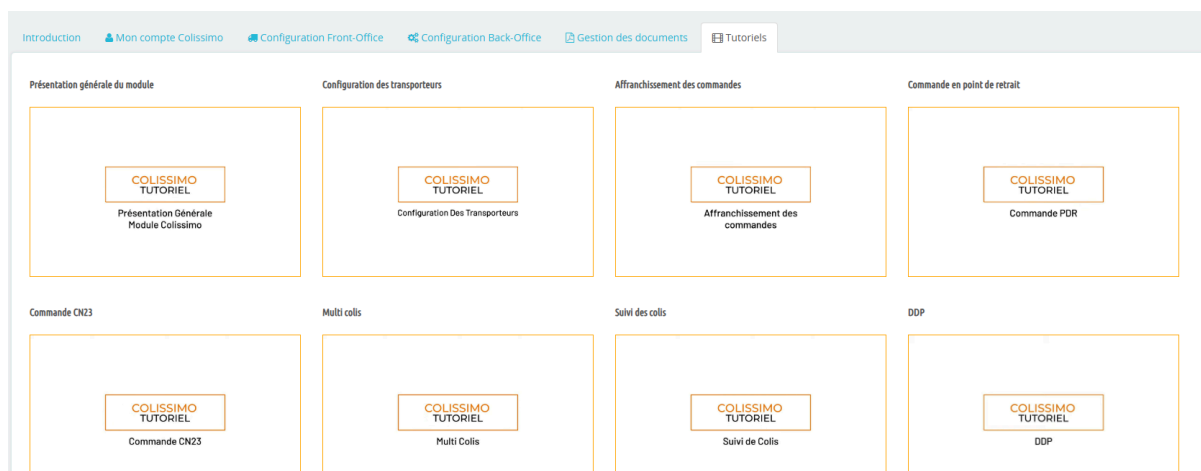 Introduction Mon compte Colissimo Configuration Front-Office Configuration Back-Office Gestion des documents Tutoriels
Présentation générale du module
Configuration des transporteurs
Affranchissement des commandes
Commande en point de retrait
COLISSIMO
TUTORIEL
Présentation Générale
Module Colissimo
COLISSIMO
TUTORIEL
Configuration Des Transporteurs
COLISSIMO
TUTORIEL
Affranchissement des
commandes
COLISSIMO
TUTORIEL
Commande PDR
Commande CN23
Multi colis
Suivi des colis
DDP
COLISSIMO
TUTORIEL
Commande CN23
COLISSIMO
TUTORIEL
Multi Colis
COLISSIMO
TUTORIEL
Suivi de Colis
COLISSIMO
TUTORIEL
DDP